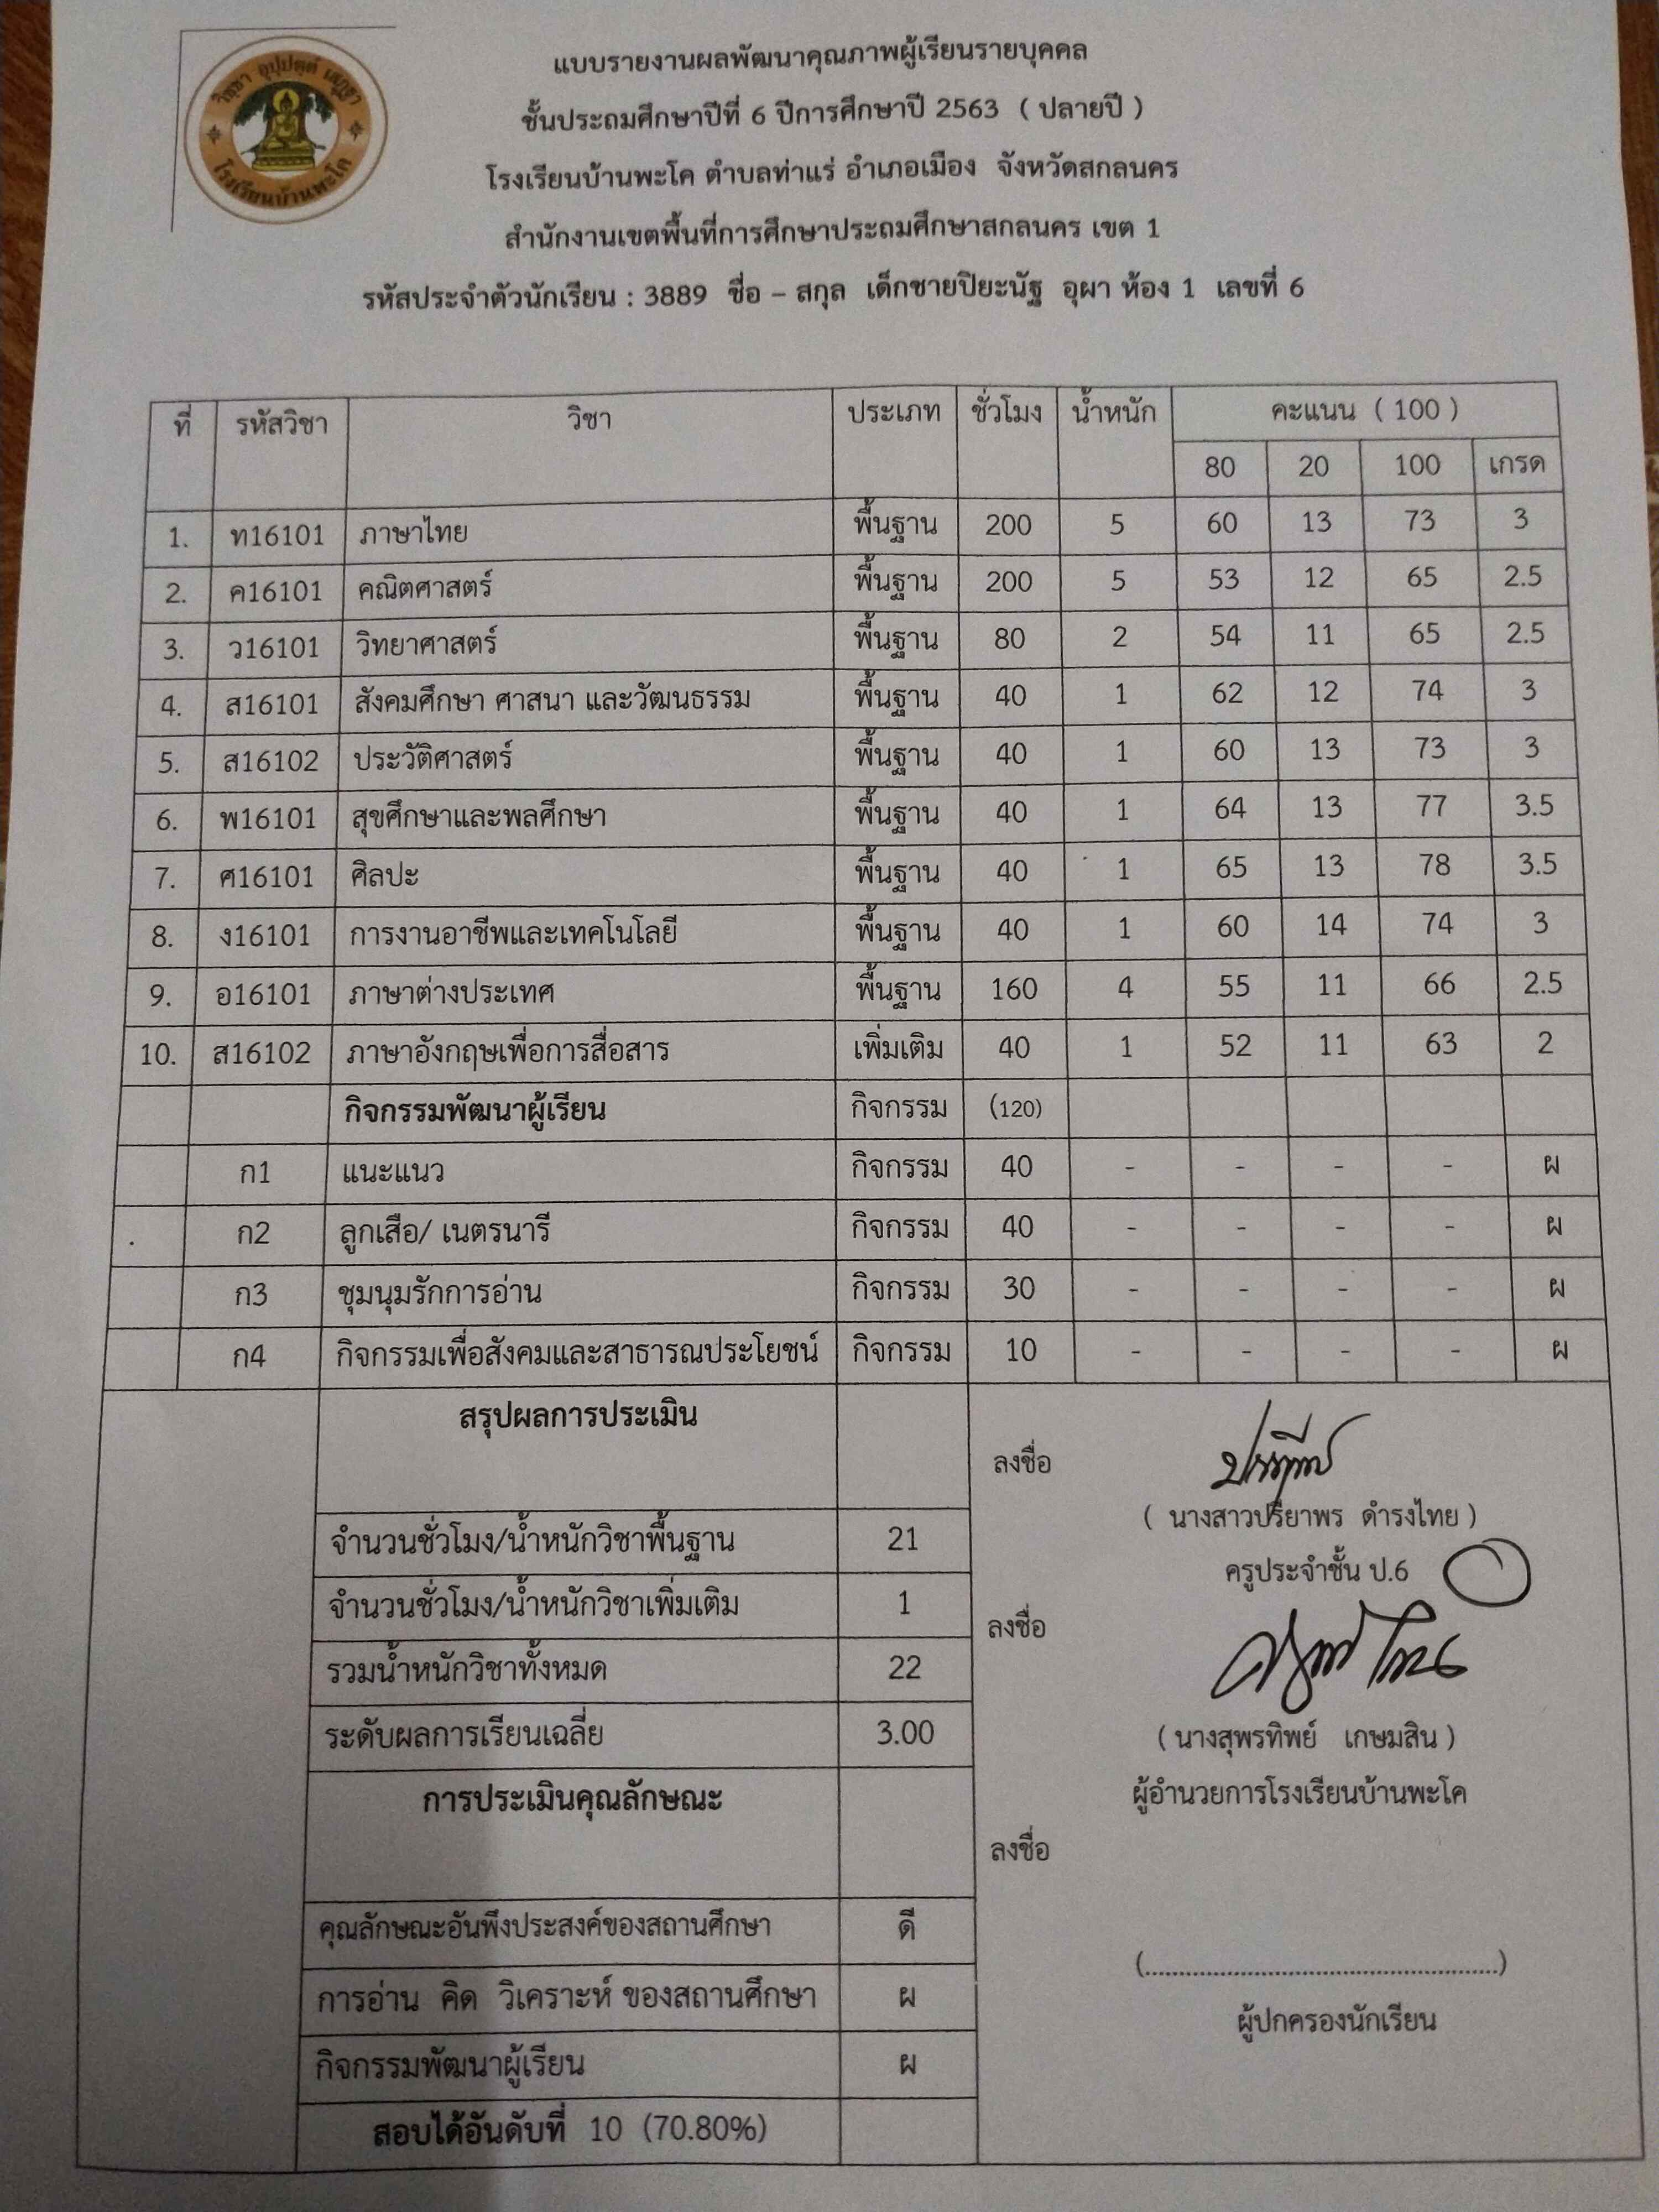 วิชฺชา อุปฺปตตํ เสฏฺฐา
โรงเรียนบ้านพะโค
แบบรายงานผลพัฒนาคุณภาพผู้เรียนรายบุคคล
ชั้นประถมศึกษาปีที่ 6 ปีการศึกษาปี 2563 ( ปลายปี )
โรงเรียนบ้านพะโค ตำบลท่าแร่ อำเภอเมือง จังหวัดสกลนคร
สำนักงานเขตพื้นที่การศึกษาประถมศึกษาสกลนคร เขต 1
รหัสประจำตัวนักเรียน : 3889 ชื่อ – สกุล เด็กชายปิยะนัฐ อุผา ห้อง 1 เลขที่ 6
ที่ รหัสวิชา วิชา ประเภท ชั่วโมง น้ำหนัก คะแนน ( 100 )
80 20 100 เกรด
1. ท16101 ภาษาไทย พื้นฐาน 200 5 60 13 73 3
2. ค16101 คณิตศาสตร์ พื้นฐาน 200 5 53 12 65 2.5
3. ว16101 วิทยาศาสตร์ พื้นฐาน 80 2 54 11 65 2.5
4. ส16101 สังคมศึกษา ศาสนา และวัฒนธรรม พื้นฐาน 40 1 62 12 74 3
5. ส16102 ประวัติศาสตร์ พื้นฐาน 40 1 60 13 73 3
6. พ16101 สุขศึกษาและพลศึกษา พื้นฐาน 40 1 64 13 77 3.5
7. ศ16101 ศิลปะ พื้นฐาน 40 1 65 13 78 3.5
8. ง16101 การงานอาชีพและเทคโนโลยี พื้นฐาน 40 1 60 14 74 3
9. อ16101 ภาษาต่างประเทศ พื้นฐาน 160 4 55 11 66 2.5
10. ส16102 ภาษาอังกฤษเพื่อการสื่อสาร เพิ่มเติม 40 1 52 11 63 2
กิจกรรมพัฒนาผู้เรียน กิจกรรม (120)
ก1 แนะแนว กิจกรรม 40 - - - - ผ
ก2 ลูกเสือ/ เนตรนารี กิจกรรม 40 - - - - ผ
ก3 ชุมนุมรักการอ่าน กิจกรรม 30 - - - - ผ
ก4 กิจกรรมเพื่อสังคมและสาธารณประโยชน์ กิจกรรม 10 - - - - ผ
สรุปผลการประเมิน
จำนวนชั่วโมง/น้ำหนักวิชาพื้นฐาน 21
จำนวนชั่วโมง/น้ำหนักวิชาเพิ่มเติม 1
รวมน้ำหนักวิชาทั้งหมด 22
ระดับผลการเรียนเฉลี่ย 3.00
การประเมินคุณลักษณะ
คุณลักษณะอันพึงประสงค์ของสถานศึกษา ดี
การอ่าน คิด วิเคราะห์ ของสถานศึกษา ผ
กิจกรรมพัฒนาผู้เรียน ผ
สอบได้อันดับที่ 10 (70.80%)
ลงชื่อ
( นางสาวปรียาพร ดำรงไทย )
ครูประจำชั้น ป.6
ลงชื่อ
( นางสุพรทิพย์ เกษมสิน )
ผู้อำนวยการโรงเรียนบ้านพะโค
ลงชื่อ
(....................................................)
ผู้ปกครองนักเรียน